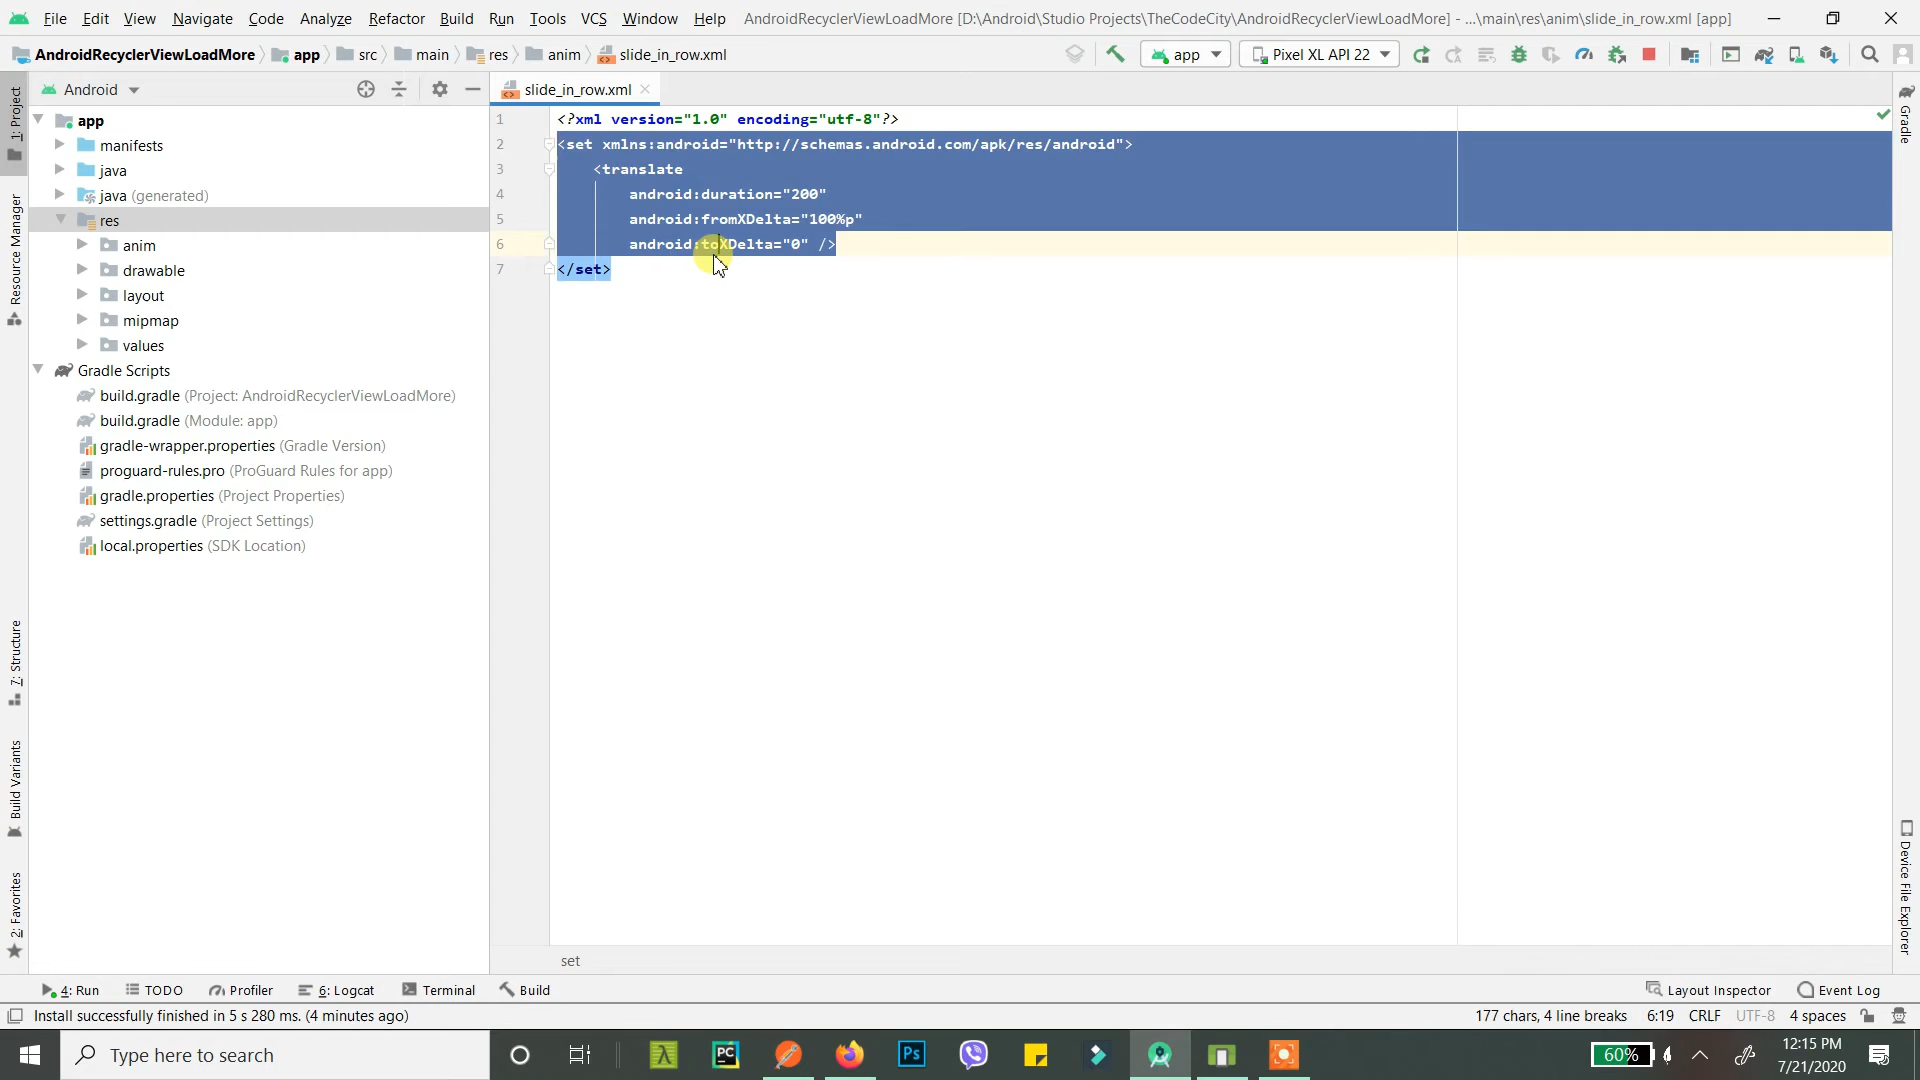 File Edit View Navigate Code Analyze Refactor Build Run Tools VCS Window Help AndroidRecyclerViewLoadMore [D:\Android\Studio Projects\TheCodeCity\AndroidRecyclerViewLoadMore] - ...\main\res\anim\slide_in_row.xml [app]
AndroidRecyclerViewLoadMore app src main res anim slide_in_row.xml app Pixel XL API 22
Android slide_in_row.xml
1: Project
Resource Manager
7: Structure
Build Variants
2: Favorites
app
manifests
java
java (generated)
res
anim
drawable
layout
mipmap
values
Gradle Scripts
build.gradle (Project: AndroidRecyclerViewLoadMore)
build.gradle (Module: app)
gradle-wrapper.properties (Gradle Version)
proguard-rules.pro (ProGuard Rules for app)
gradle.properties (Project Properties)
settings.gradle (Project Settings)
local.properties (SDK Location)
1 <?xml version="1.0" encoding="utf-8"?>
2 <set xmlns:android="http://schemas.android.com/apk/res/android">
3 <translate
4 android:duration="200"
5 android:fromXDelta="100%p"
6 android:toXDelta="0" />
7 </set>
set
Gradle
Device File Explorer
4: Run TODO Profiler 6: Logcat Terminal Build Layout Inspector Event Log
Install successfully finished in 5 s 280 ms. (4 minutes ago) 177 chars, 4 line breaks 6:19 CRLF UTF-8 4 spaces
Type here to search PC Ps 60% 12:15 PM
7/21/2020